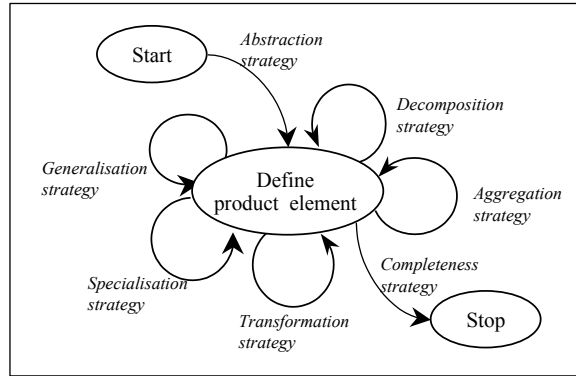 Start
Abstraction
strategy
Decomposition
strategy
Generalisation
strategy
Define
product element
Aggregation
strategy
Specialisation
strategy
Transformation
strategy
Completeness
strategy
Stop